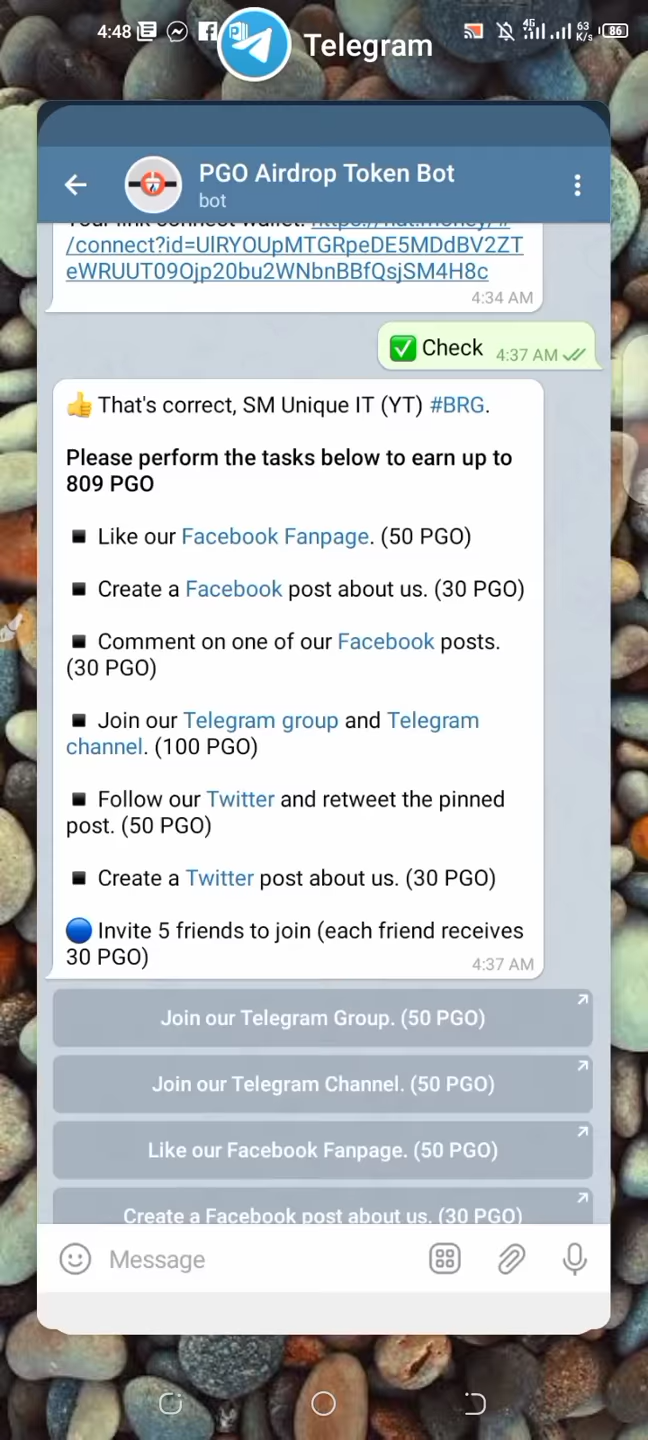 4:48
4G
63
K/s
86
Telegram
PGO Airdrop Token Bot
bot
/connect?id=UlRYOUpMTGRpeDE5MDdBV2ZT
eWRUUT09Ojp20bu2WNbnBBfQsjSM4H8c
4:34 AM
✅ Check 4:37 AM
👍 That's correct, SM Unique IT (YT) #BRG.
Please perform the tasks below to earn up to
809 PGO
▪ Like our Facebook Fanpage. (50 PGO)
▪ Create a Facebook post about us. (30 PGO)
▪ Comment on one of our Facebook posts.
(30 PGO)
▪ Join our Telegram group and Telegram
channel. (100 PGO)
▪ Follow our Twitter and retweet the pinned
post. (50 PGO)
▪ Create a Twitter post about us. (30 PGO)
🔵 Invite 5 friends to join (each friend receives
30 PGO)
4:37 AM
Join our Telegram Group. (50 PGO)
Join our Telegram Channel. (50 PGO)
Like our Facebook Fanpage. (50 PGO)
Create a Facebook post about us. (30 PGO)
Message